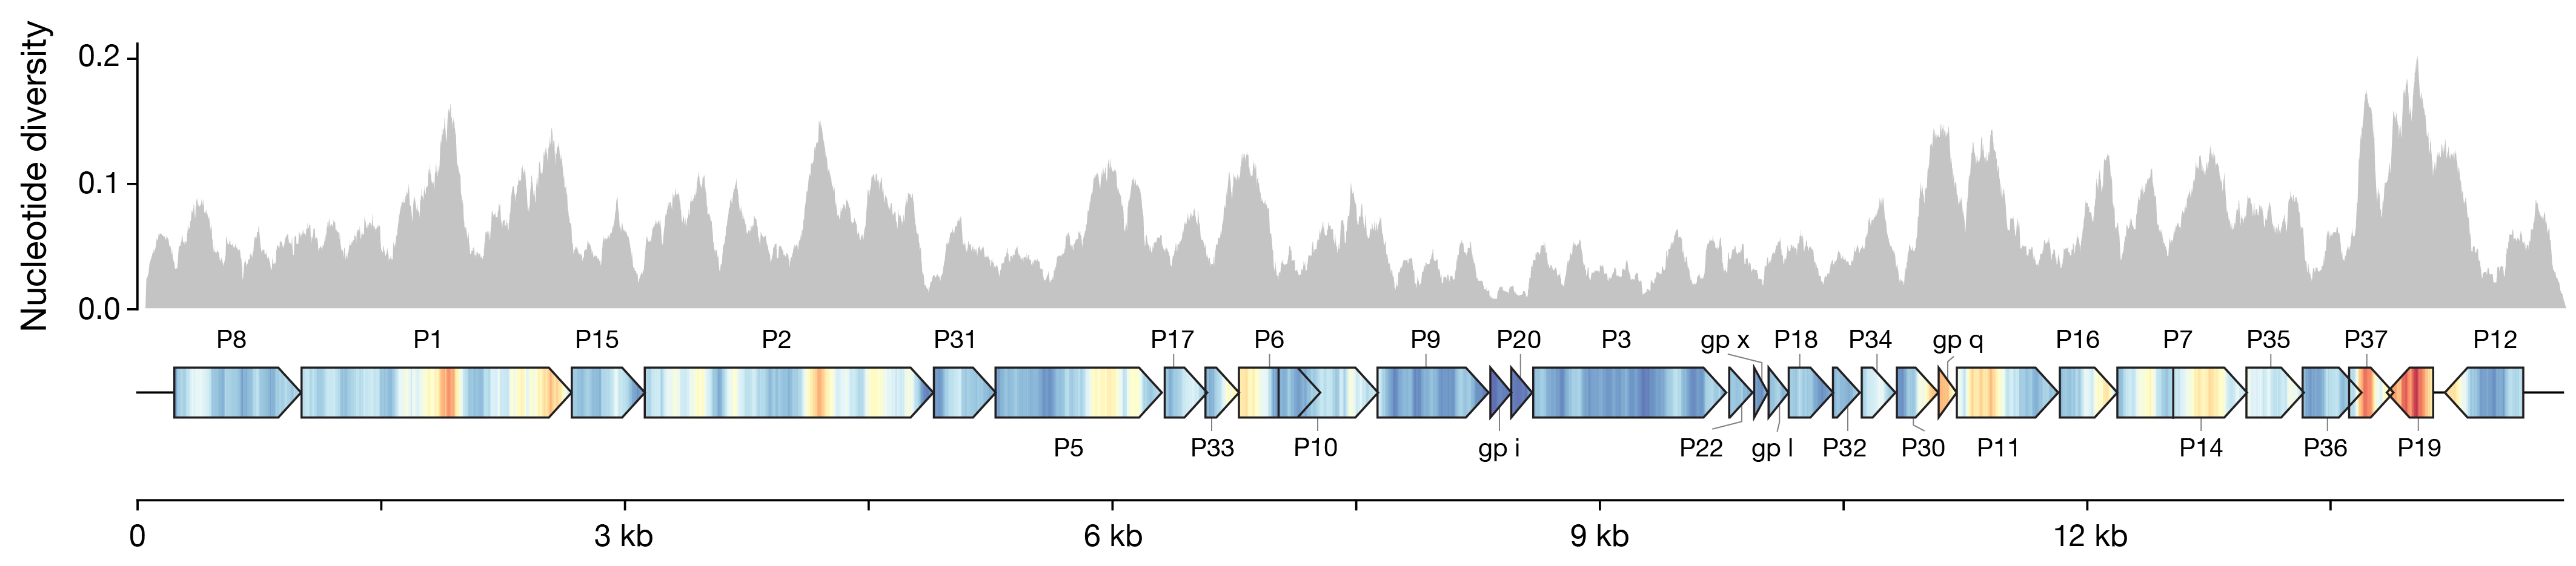 Nucleotide diversity
0.2
0.1
0.0
P8 P1 P15 P2 P31 P17 P6 P9 P20 P3 gp x P18 P34 gp q P16 P7 P35 P37 P12
P5 P33 P10 gp i P22 gp l P32 P30 P11 P14 P36 P19
0 3 kb 6 kb 9 kb 12 kb